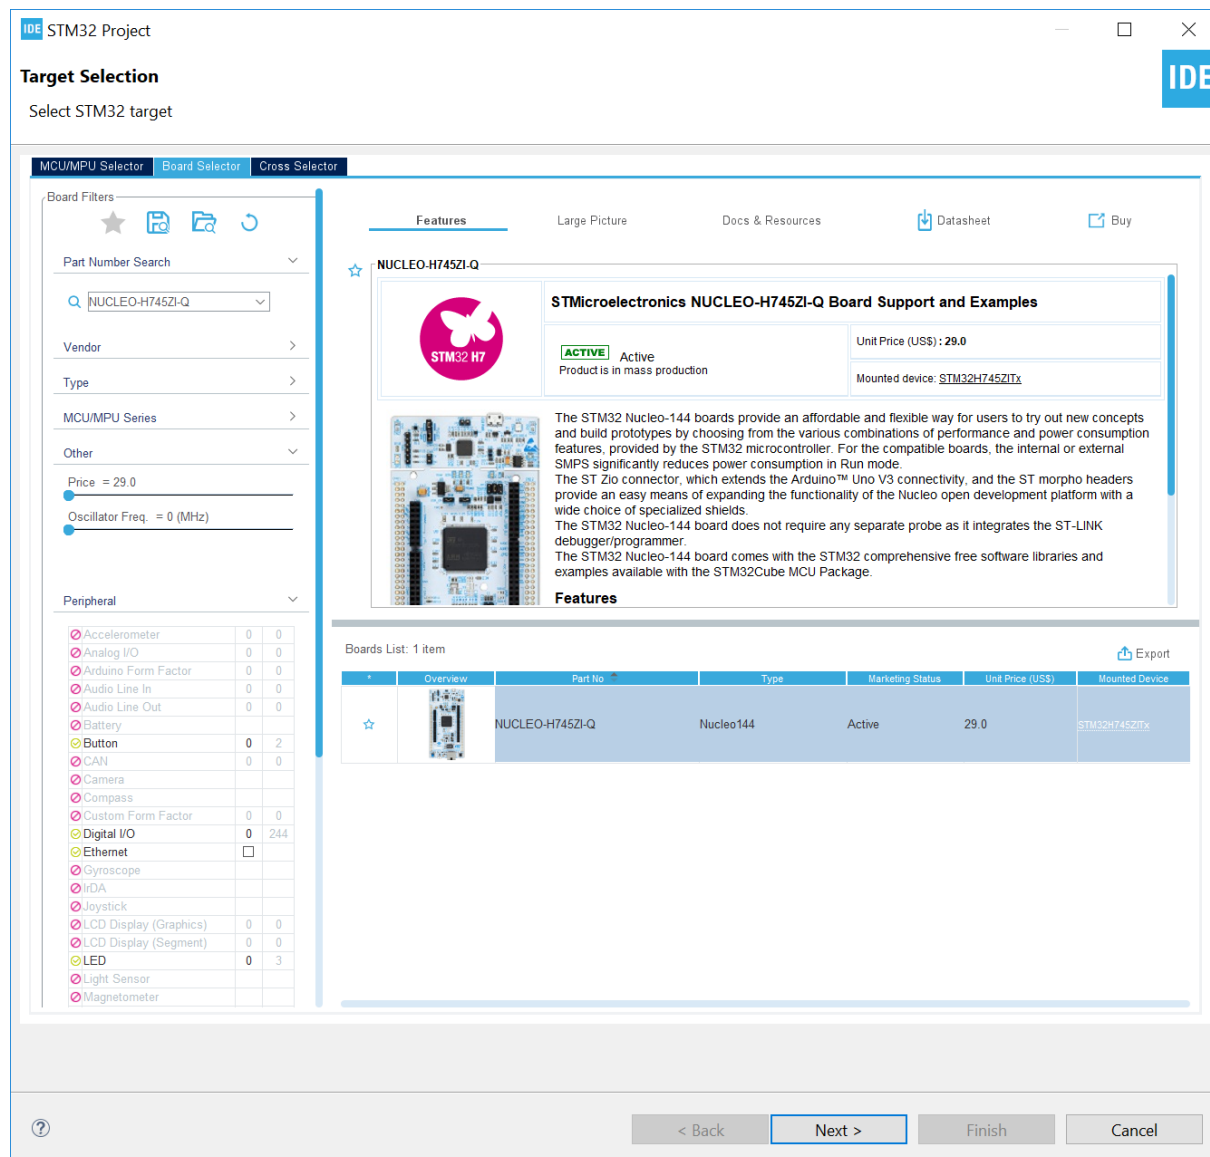 IDE STM32 Project
Target Selection
IDE
Select STM32 target
MCU/MPU Selector Board Selector Cross Selector
Board Filters
Features Large Picture Docs & Resources Datasheet Buy
Part Number Search
NUCLEO-H745ZI-Q
Vendor
Type
MCU/MPU Series
Other
Price = 29.0
Oscillator Freq. = 0 (MHz)
Peripheral
Accelerometer 0 0
Analog I/O 0 0
Arduino Form Factor 0 0
Audio Line In 0 0
Audio Line Out 0 0
Battery
Button 0 2
CAN 0 0
Camera
Compass
Custom Form Factor 0 0
Digital I/O 0 244
Ethernet
Gyroscope
IrDA
Joystick
LCD Display (Graphics) 0 0
LCD Display (Segment) 0 0
LED 0 3
Light Sensor
Magnetometer
NUCLEO-H745ZI-Q
STM32 H7
STMicroelectronics NUCLEO-H745ZI-Q Board Support and Examples
ACTIVE Active
Product is in mass production
Unit Price (US$) : 29.0
Mounted device: STM32H745ZITx
The STM32 Nucleo-144 boards provide an affordable and flexible way for users to try out new concepts
and build prototypes by choosing from the various combinations of performance and power consumption
features, provided by the STM32 microcontroller. For the compatible boards, the internal or external
SMPS significantly reduces power consumption in Run mode.
The ST Zio connector, which extends the Arduino™ Uno V3 connectivity, and the ST morpho headers
provide an easy means of expanding the functionality of the Nucleo open development platform with a
wide choice of specialized shields.
The STM32 Nucleo-144 board does not require any separate probe as it integrates the ST-LINK
debugger/programmer.
The STM32 Nucleo-144 board comes with the STM32 comprehensive free software libraries and
examples available with the STM32Cube MCU Package.
Features
Boards List: 1 item
Export
* Overview Part No Type Marketing Status Unit Price (US$) Mounted Device
NUCLEO-H745ZI-Q Nucleo144 Active 29.0 STM32H745ZITx
? < Back Next > Finish Cancel